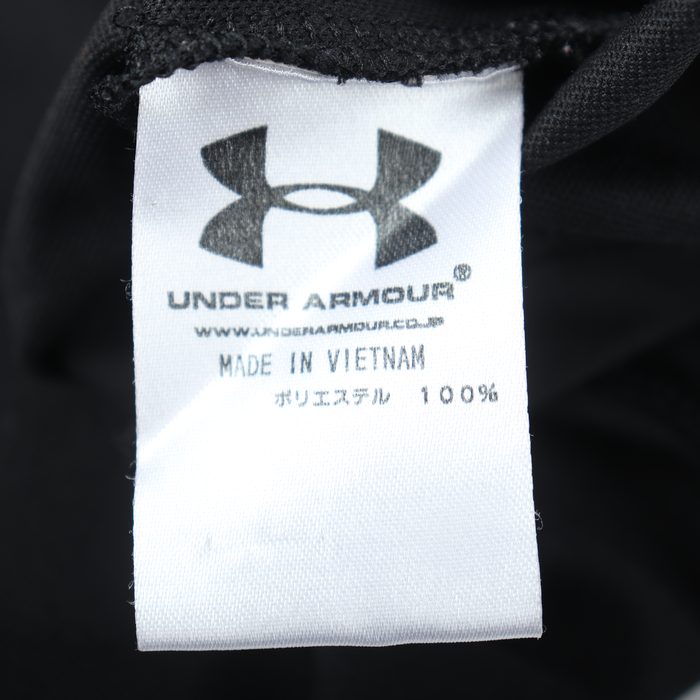 UNDER ARMOUR®
WWW.UNDERARMOUR.CO.JP
MADE IN VIETNAM
ポリエステル 100%